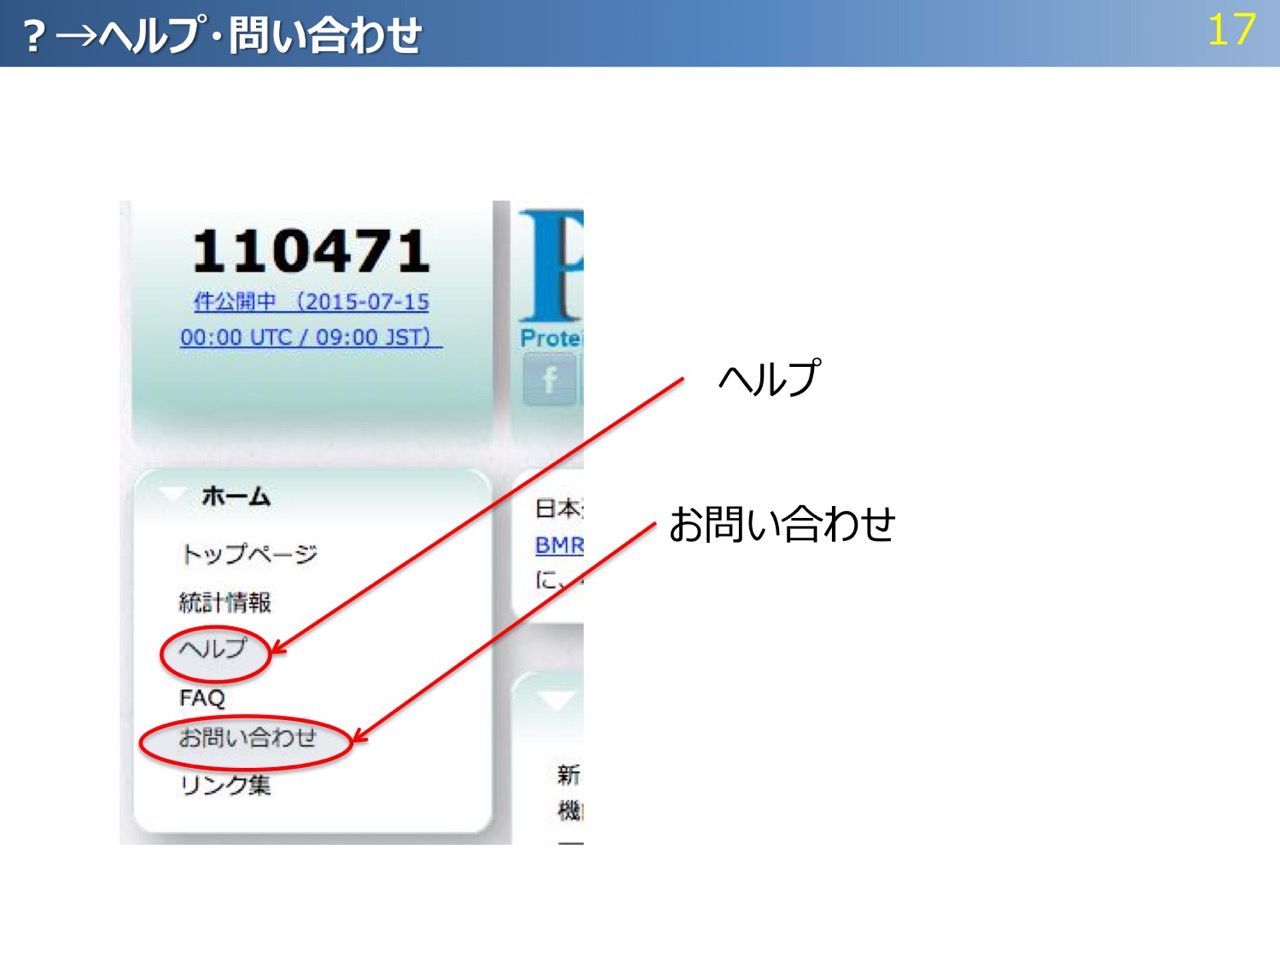 ？→ヘルプ・問い合わせ
17
110471
件公開中 （2015-07-15
00:00 UTC / 09:00 JST）
P
Protei
f
ヘルプ
ホーム
日本
お問い合わせ
BMR
トップページ
に、
統計情報
ヘルプ
FAQ
お問い合わせ
新
リンク集
機